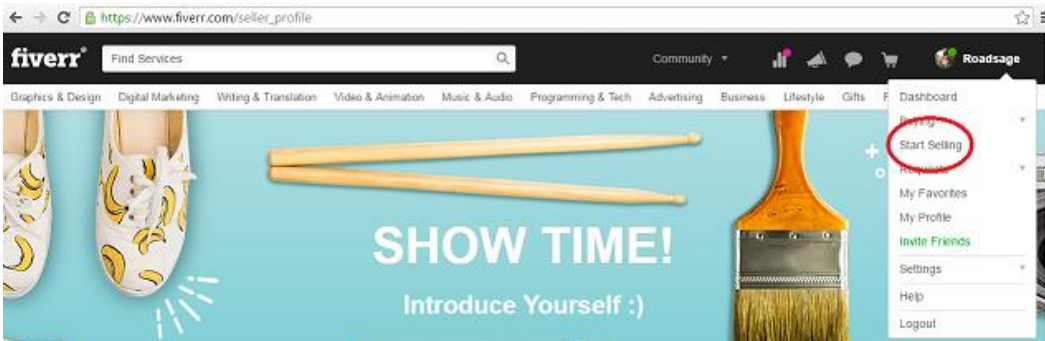 https://www.fiverr.com/seller_profile
fiverr® Find Services Community Roadsage
Graphics & Design Digital Marketing Writing & Translation Video & Animation Music & Audio Programming & Tech Advertising Business Lifestyle Gifts F
Dashboard
Buying
Start Selling
Requests
My Favorites
My Profile
Invite Friends
Settings
Help
Logout
SHOW TIME!
Introduce Yourself :)